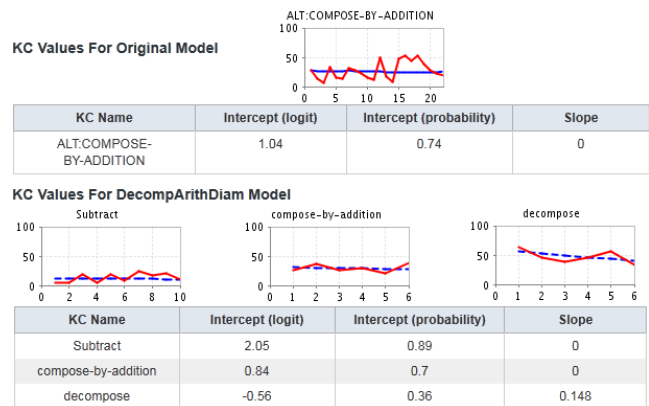 ALT:COMPOSE-BY-ADDITION
KC Values For Original Model
100
50
0
0 5 10 15 20
KC Name Intercept (logit) Intercept (probability) Slope
ALT:COMPOSE-
BY-ADDITION 1.04 0.74 0
KC Values For DecompArithDiam Model
Subtract compose-by-addition decompose
100 100 100
50 50 50
0 0 0
0 2 4 6 8 10 0 1 2 3 4 5 6 0 1 2 3 4 5 6
KC Name Intercept (logit) Intercept (probability) Slope
Subtract 2.05 0.89 0
compose-by-addition 0.84 0.7 0
decompose -0.56 0.36 0.148